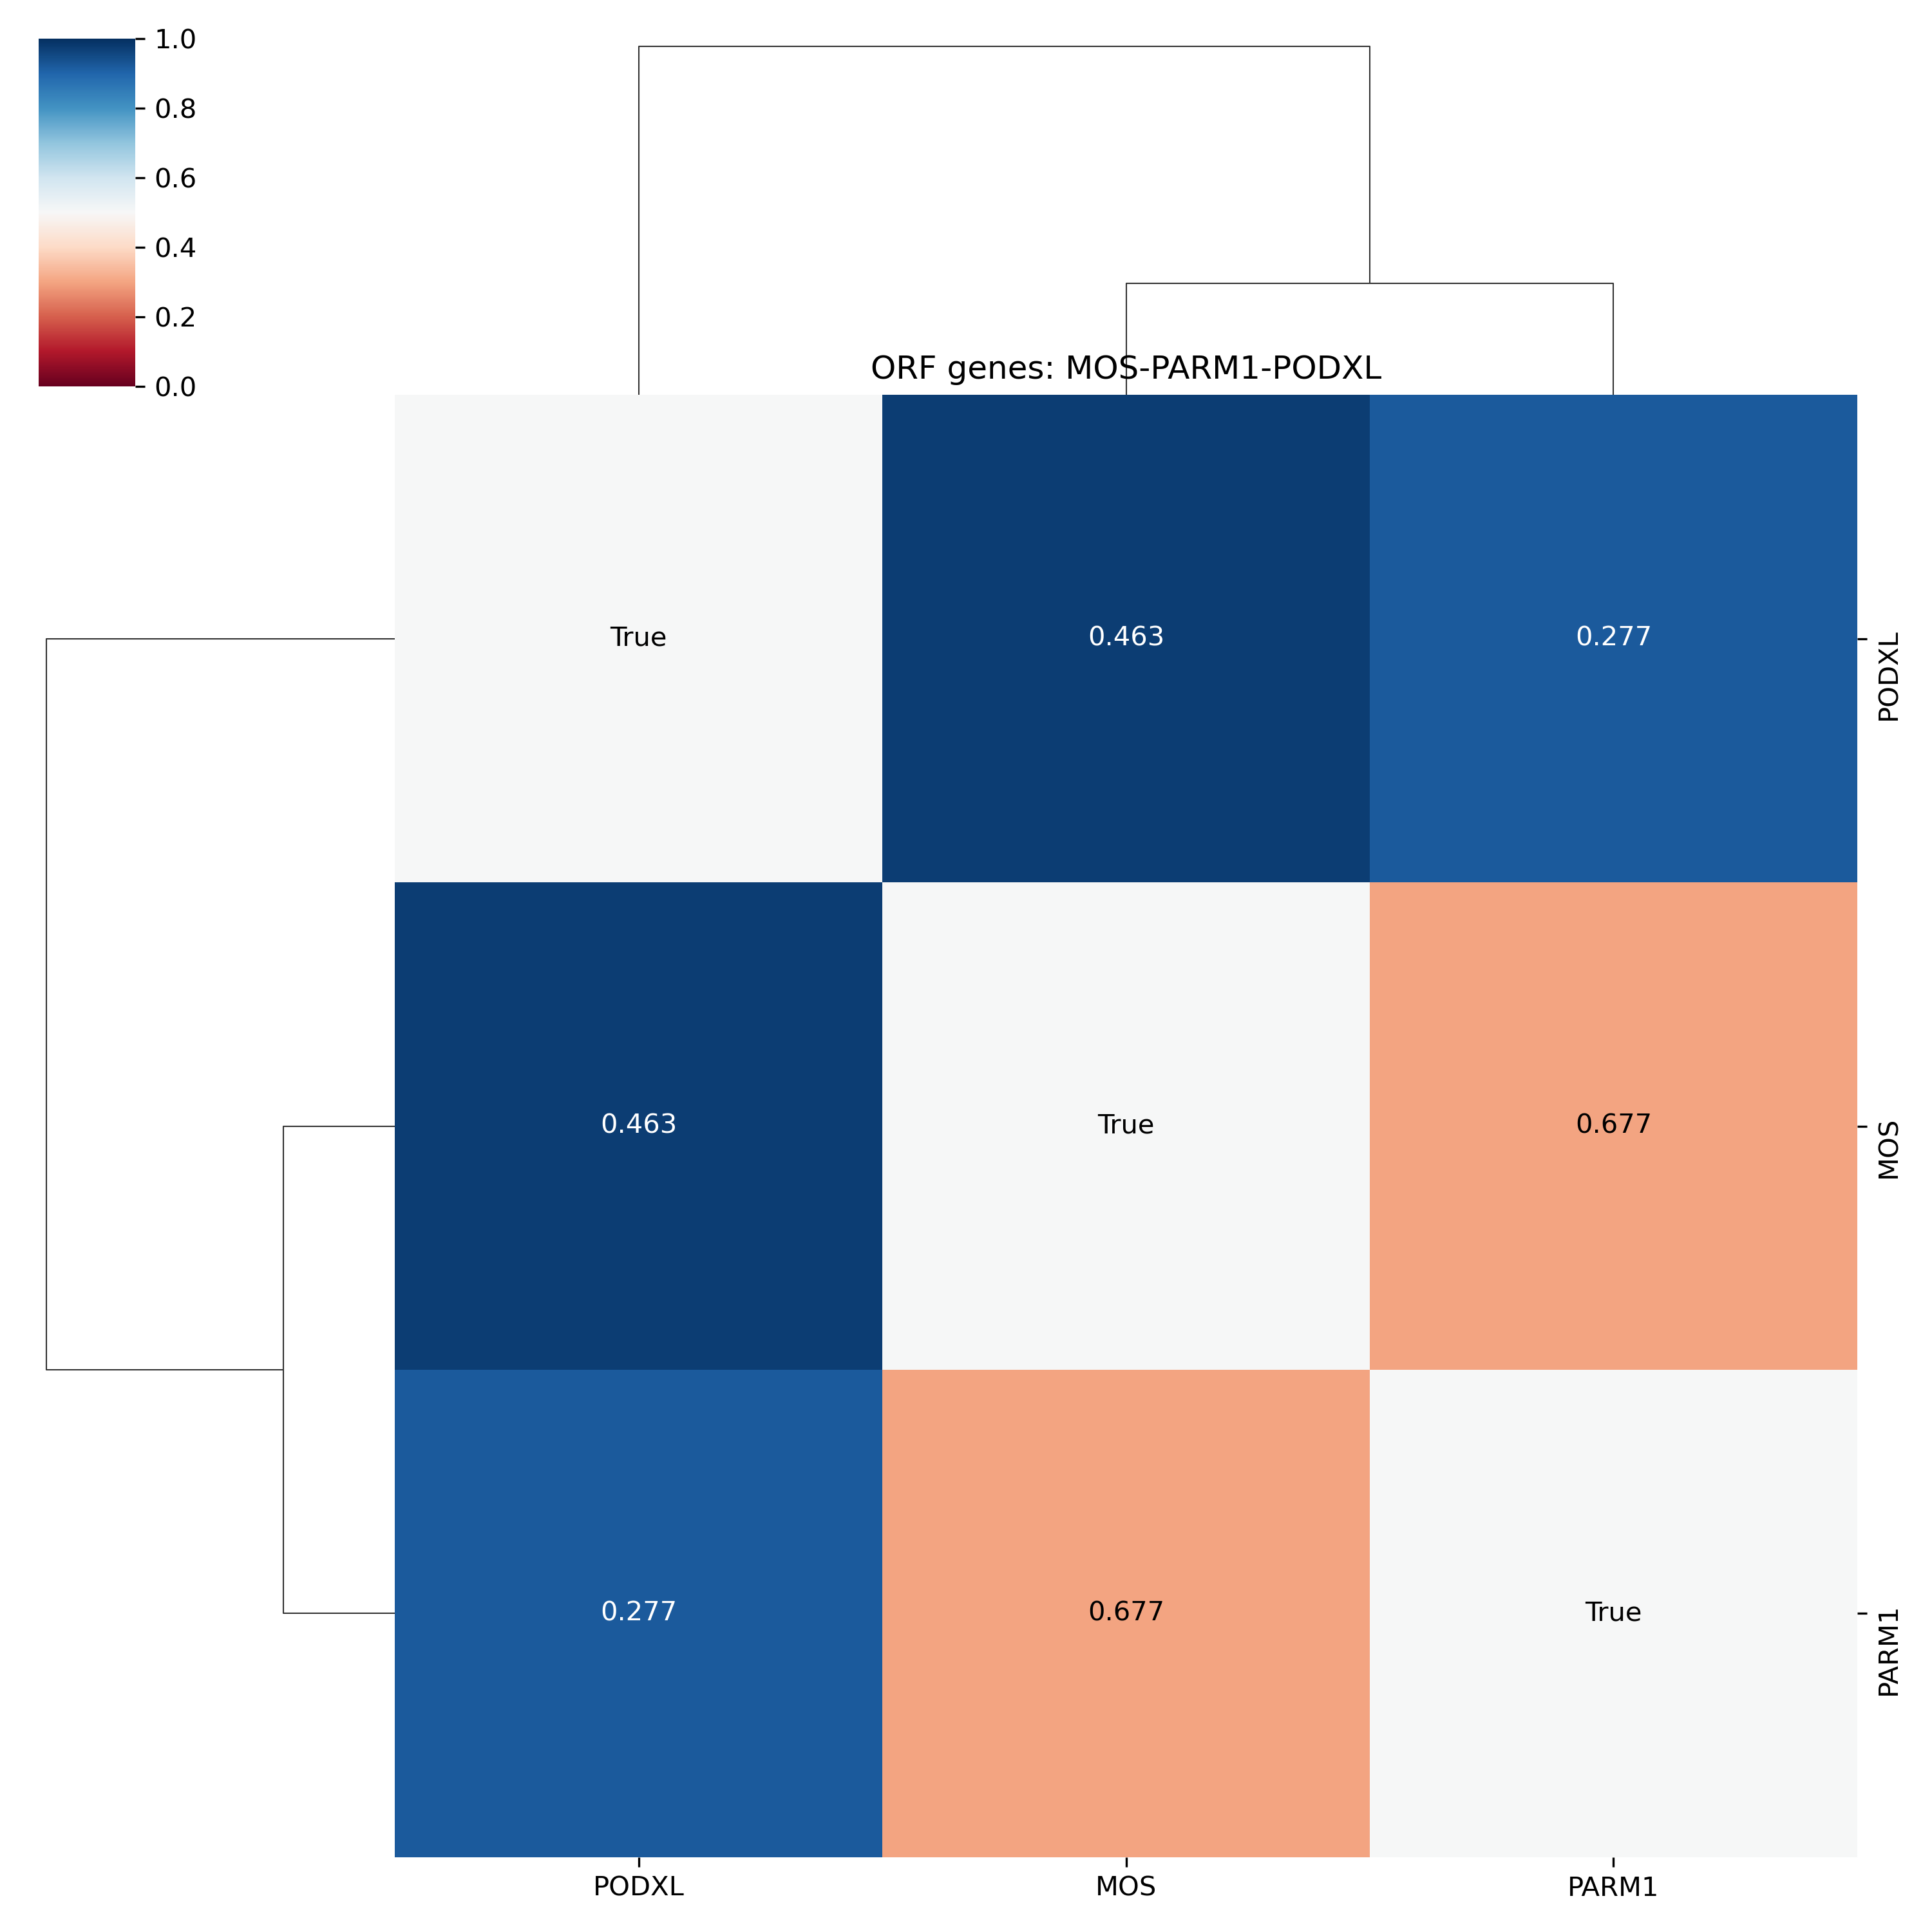 1.0
0.8
0.6
0.4
0.2
0.0
ORF genes: MOS-PARM1-PODXL
True 0.463 0.277
PODXL
0.463 True 0.677
MOS
0.277 0.677 True
PARM1
PODXL MOS PARM1